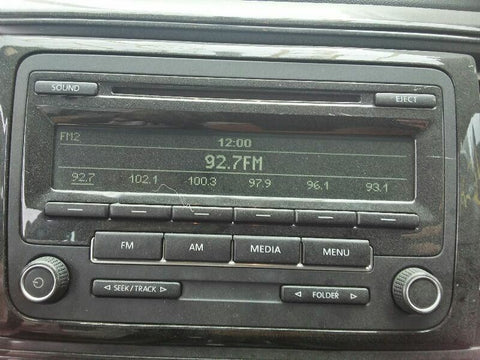 SOUND
EJECT
FM2
12:00
92.7FM
92.7 102.1 100.3 97.9 96.1 93.1
FM AM MEDIA MENU
SEEK/TRACK
FOLDER